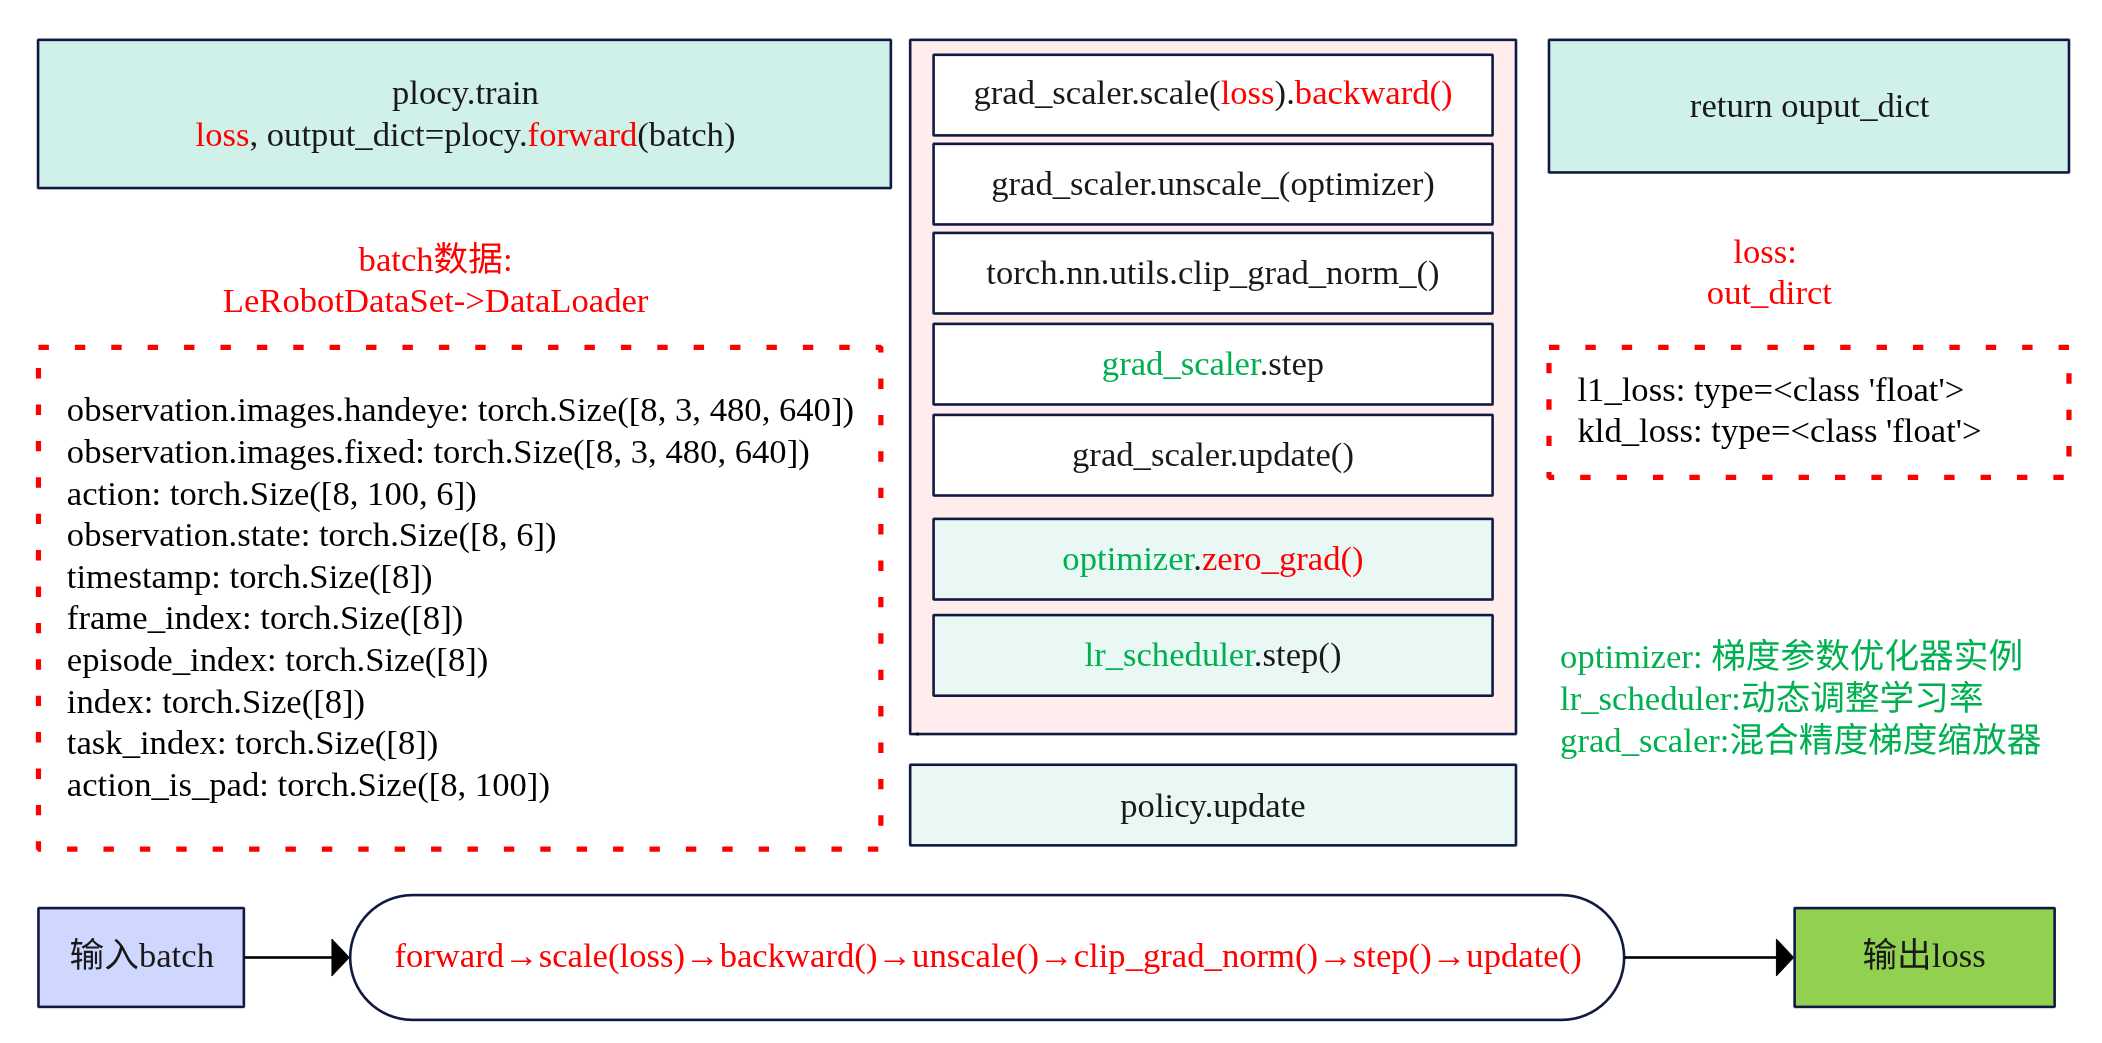 plocy.train
loss, output_dict=plocy.forward(batch)
batch数据:
LeRobotDataSet->DataLoader
observation.images.handeye: torch.Size([8, 3, 480, 640])
observation.images.fixed: torch.Size([8, 3, 480, 640])
action: torch.Size([8, 100, 6])
observation.state: torch.Size([8, 6])
timestamp: torch.Size([8])
frame_index: torch.Size([8])
episode_index: torch.Size([8])
index: torch.Size([8])
task_index: torch.Size([8])
action_is_pad: torch.Size([8, 100])
grad_scaler.scale(loss).backward()
grad_scaler.unscale_(optimizer)
torch.nn.utils.clip_grad_norm_()
grad_scaler.step
grad_scaler.update()
optimizer.zero_grad()
lr_scheduler.step()
policy.update
return ouput_dict
loss:
out_dirct
l1_loss: type=<class 'float'>
kld_loss: type=<class 'float'>
optimizer: 梯度参数优化器实例
lr_scheduler:动态调整学习率
grad_scaler:混合精度梯度缩放器
输入batch
forward→scale(loss)→backward()→unscale()→clip_grad_norm()→step()→update()
输出loss